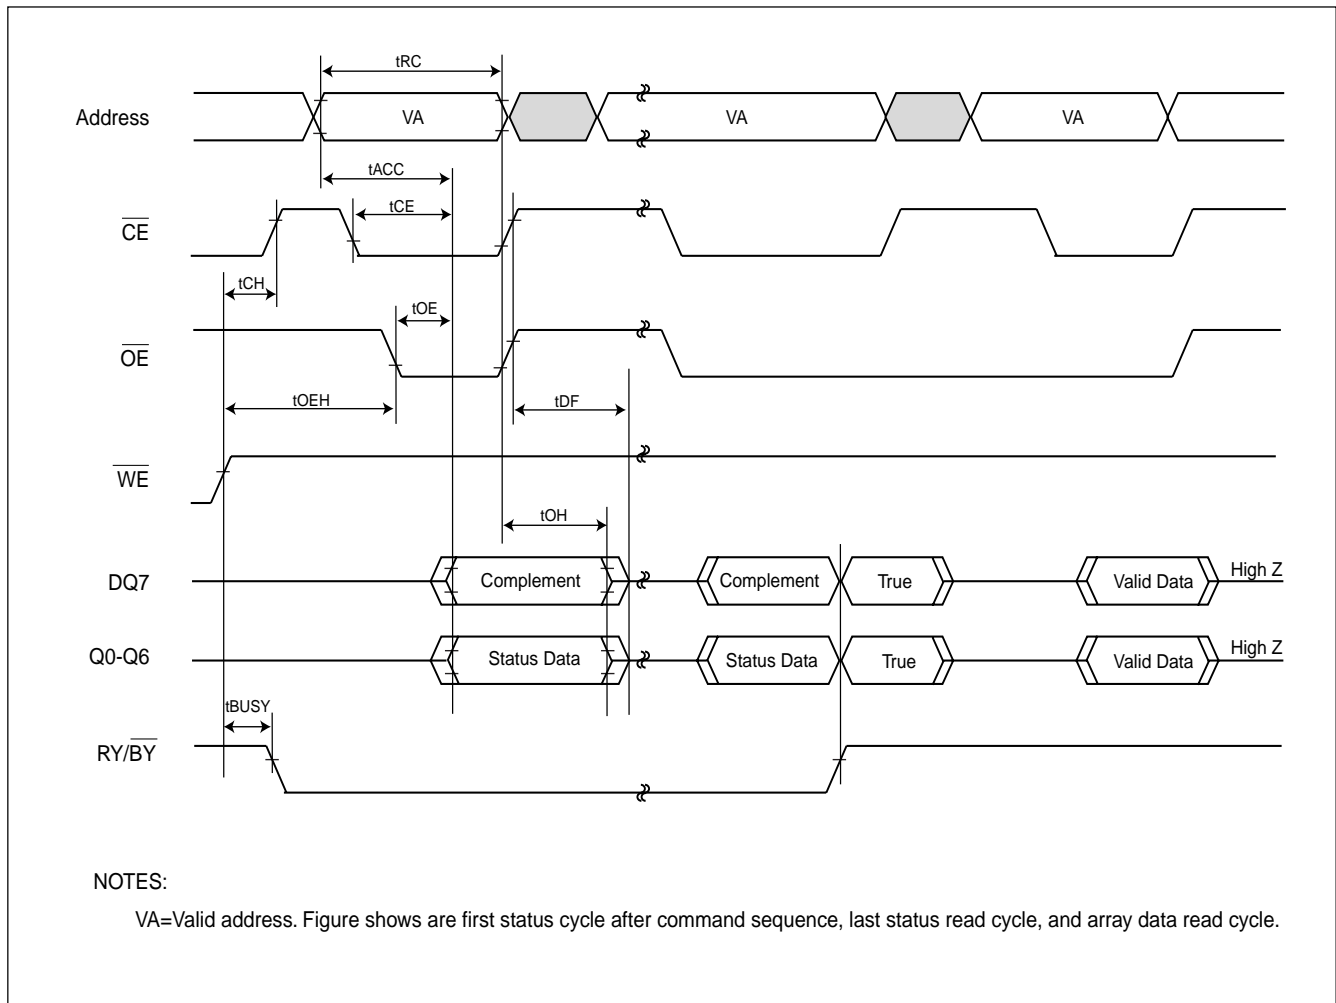 tRC
Address VA VA VA
tACC
tCE
CE
tCH
tOE
OE
tOEH tDF
WE
tOH
DQ7 Complement Complement True Valid Data High Z
Q0-Q6 Status Data Status Data True Valid Data High Z
tBUSY
RY/BY
NOTES:
VA=Valid address. Figure shows are first status cycle after command sequence, last status read cycle, and array data read cycle.